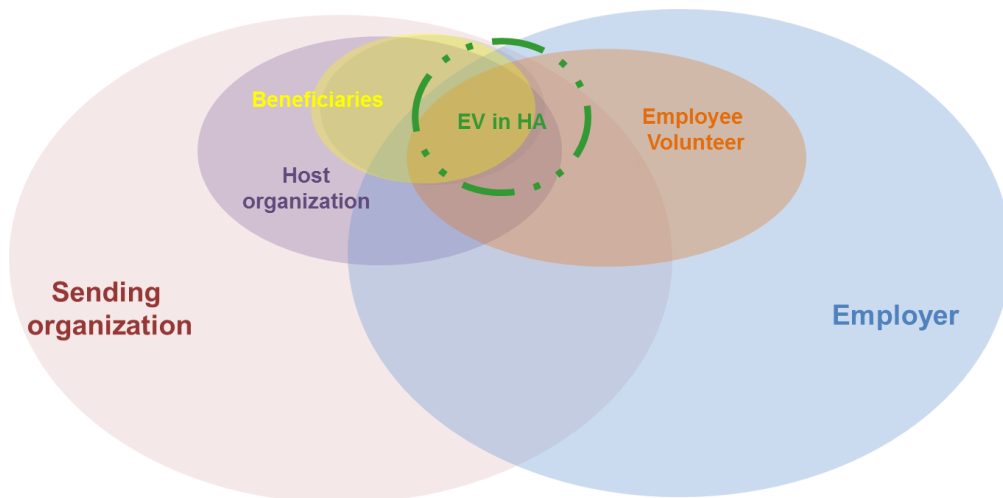 Beneficiaries
EV in HA
Employee
Volunteer
Host
organization
Sending
organization
Employer